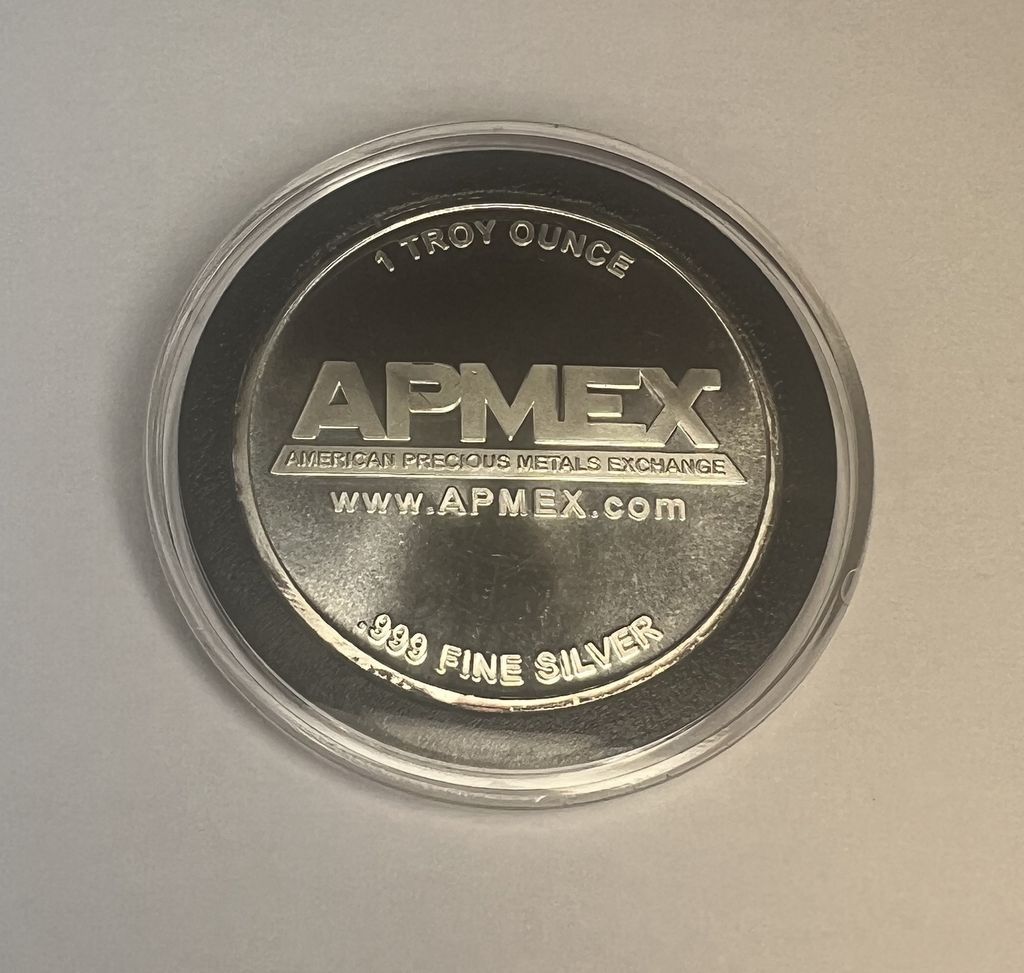 1 TROY OUNCE
APMEX
AMERICAN PRECIOUS METALS EXCHANGE
www.APMEX.com
.999 FINE SILVER